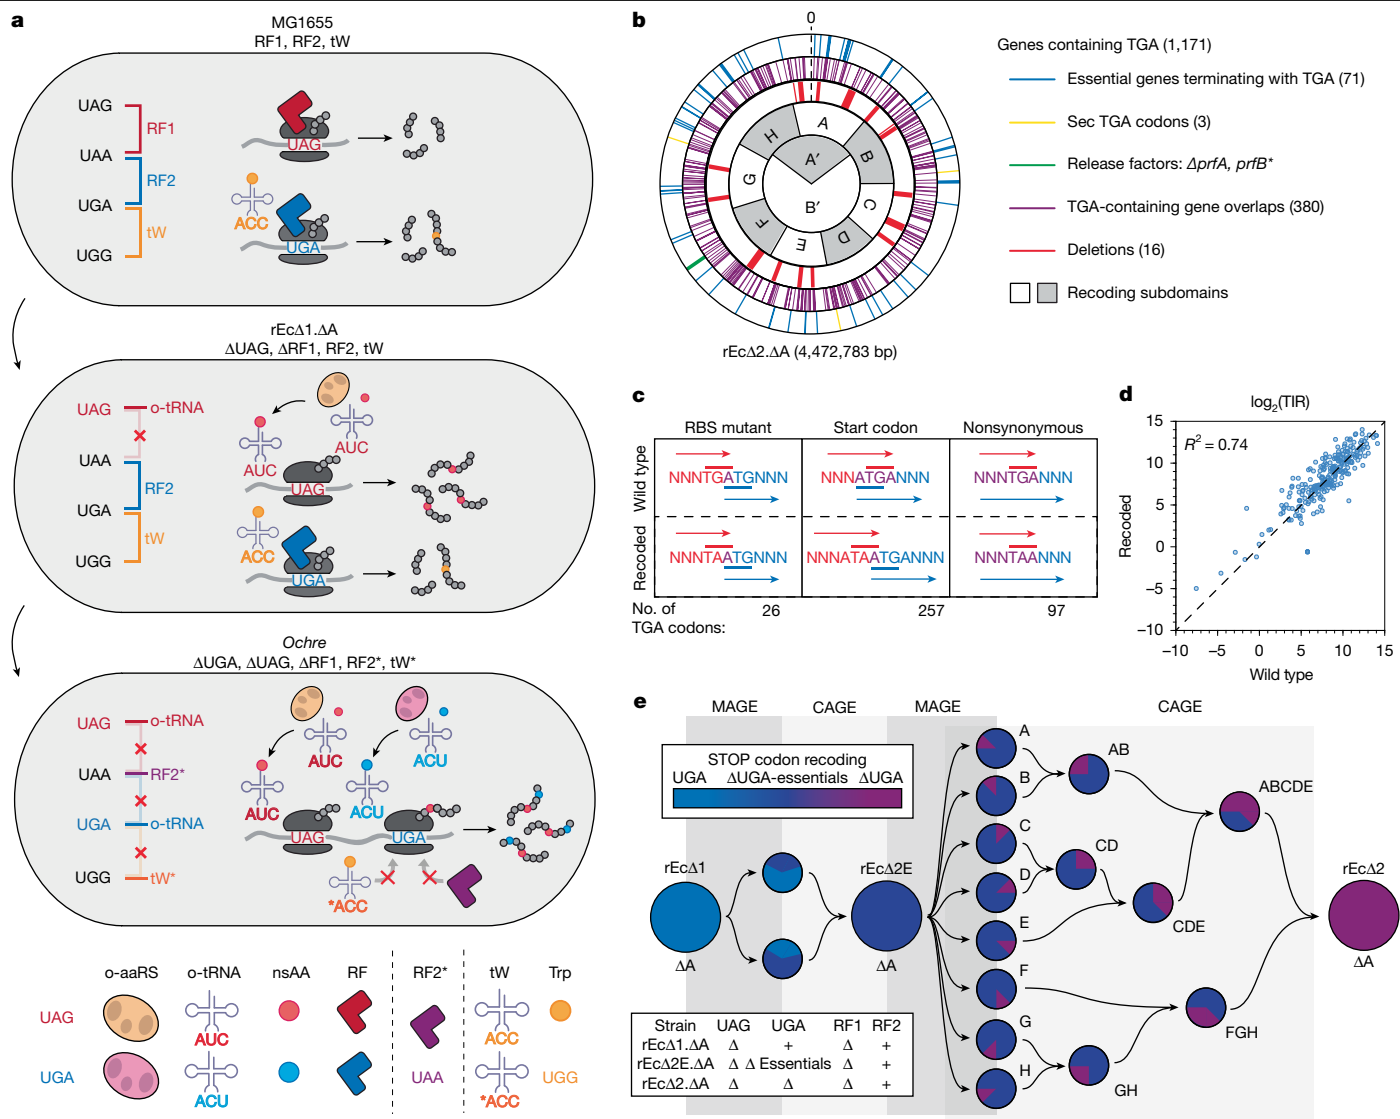 a
MG1655
RF1, RF2, tW
UAG
RF1
UAA
RF2
UGA
tW
UGG
UAG
ACC
UGA
rEcΔ1.ΔA
ΔUAG, ΔRF1, RF2, tW
UAG
o-tRNA
UAA
RF2
UGA
tW
UGG
AUC
AUC
UAG
ACC
UGA
Ochre
ΔUGA, ΔUAG, ΔRF1, RF2*, tW*
UAG
o-tRNA
UAA
RF2*
UGA
o-tRNA
UGG
tW*
AUC
ACU
AUC
ACU
UAG
UGA
*ACC
o-aaRS
o-tRNA
nsAA
RF
RF2*
tW
Trp
UAG
AUC
ACC
UAA
UGA
ACU
*ACC
UGG
b
0
A
B
C
D
E
F
G
H
A′
B′
rEcΔ2.ΔA (4,472,783 bp)
Genes containing TGA (1,171)
Essential genes terminating with TGA (71)
Sec TGA codons (3)
Release factors: ΔprfA, prfB*
TGA-containing gene overlaps (380)
Deletions (16)
Recoding subdomains
c
RBS mutant
Start codon
Nonsynonymous
Wild type
NNNTGATGNNN
NNNATGANNN
NNNTGANNN
Recoded
NNNTAATGNNN
NNNATAATGANNN
NNNTAANNN
No. of
TGA codons:
26
257
97
d
log2(TIR)
R2 = 0.74
15
10
5
0
−5
−10
Recoded
−10
−5
0
5
10
15
Wild type
e
MAGE
CAGE
MAGE
CAGE
STOP codon recoding
UGA ΔUGA-essentials ΔUGA
rEcΔ1
ΔA
rEcΔ2E
ΔA
A
B
C
D
E
F
G
H
AB
CD
CDE
ABCDE
GH
FGH
rEcΔ2
ΔA
Strain UAG UGA RF1 RF2
rEcΔ1.ΔA Δ + Δ +
rEcΔ2E.ΔA Δ Δ Essentials Δ +
rEcΔ2.ΔA Δ Δ Δ +